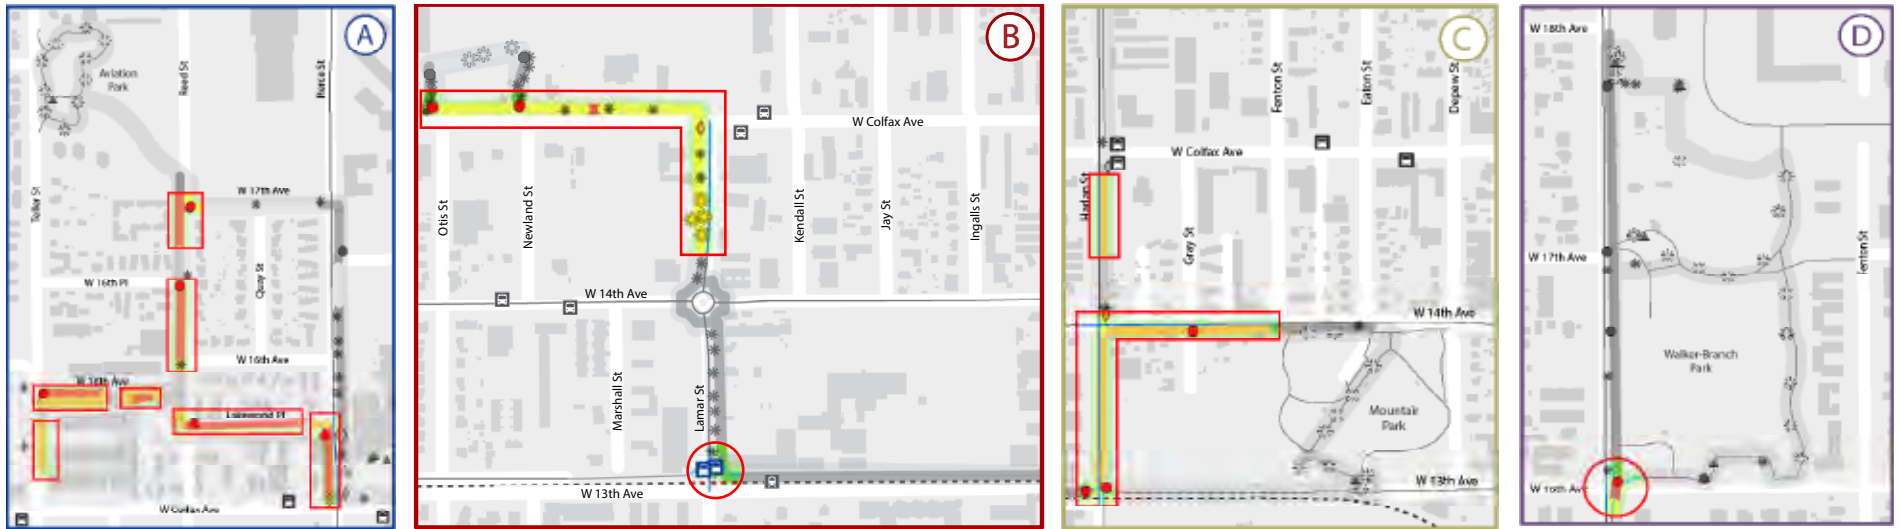 A
Aviation
Park
Reed St
Pierce St
Teller St
W 17th Ave
W 16th Pl
Quay St
W 16th Ave
W 16th Ave
Lakewood Pl
W Colfax Ave
B
W Colfax Ave
Otis St
Newland St
Kendall St
Jay St
Ingalls St
W 14th Ave
Marshall St
Lamar St
W 13th Ave
C
Fenton St
Eaton St
Depew St
W Colfax Ave
Harlan St
Gray St
W 14th Ave
Mountair
Park
W 13th Ave
D
W 18th Ave
W 17th Ave
Fenton St
Walker-Branch
Park
W 16th Ave